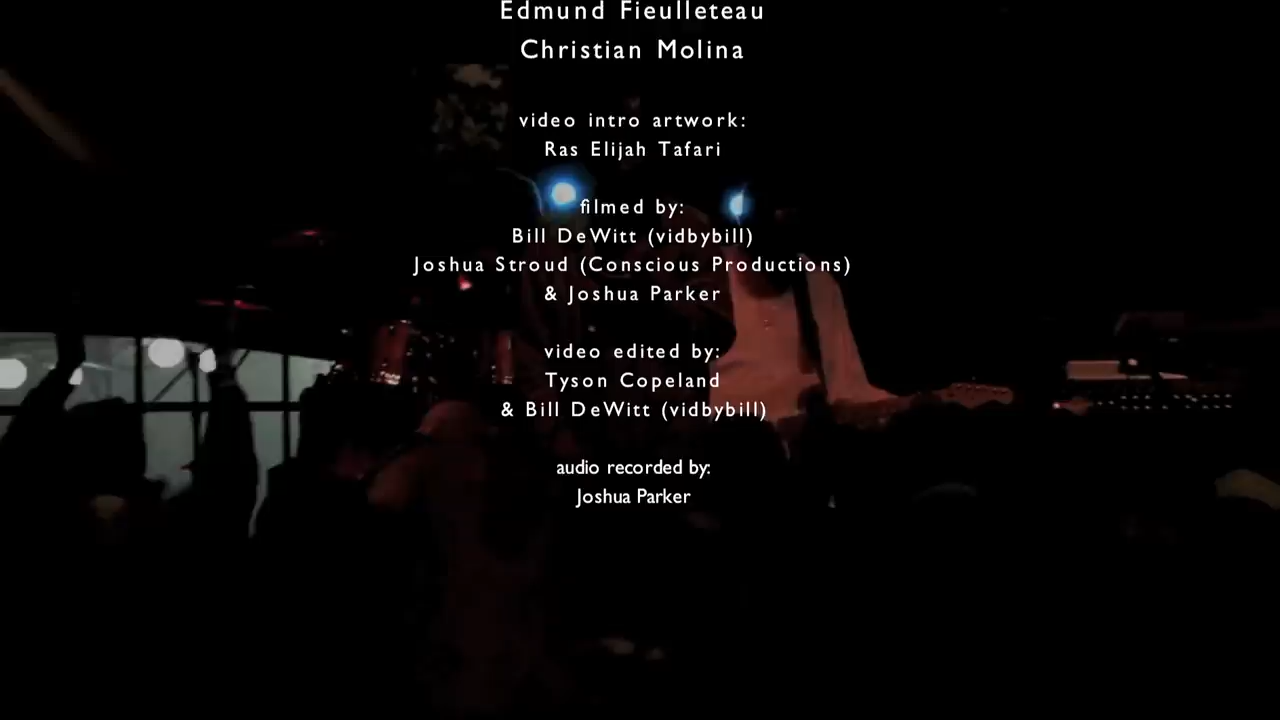 Edmund Fieulleteau
Christian Molina
video intro artwork:
Ras Elijah Tafari
filmed by:
Bill DeWitt (vidbybill)
Joshua Stroud (Conscious Productions)
& Joshua Parker
video edited by:
Tyson Copeland
& Bill DeWitt (vidbybill)
audio recorded by:
Joshua Parker